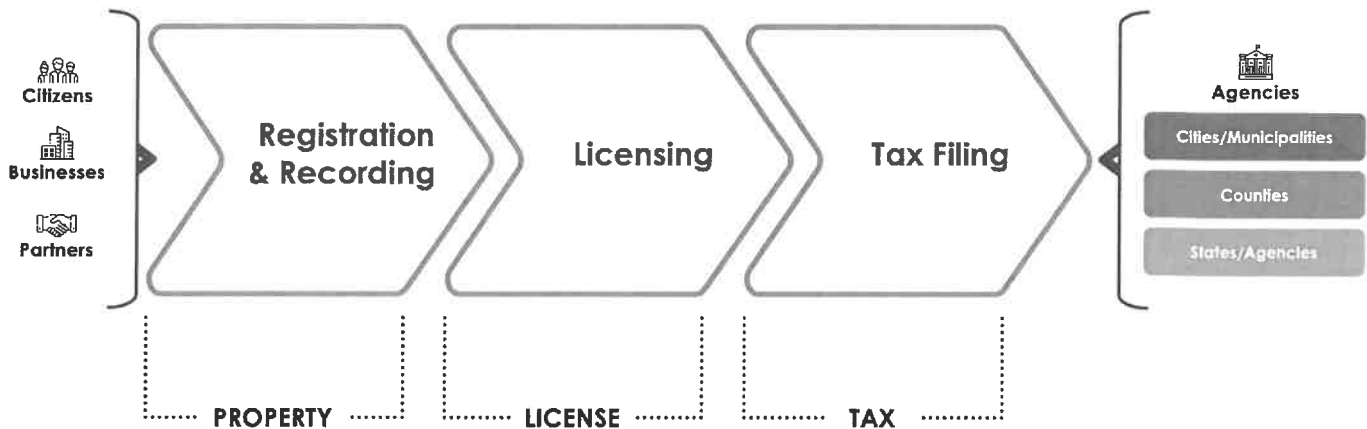 Citizens
Businesses
Partners
Registration
& Recording
Licensing
Tax Filing
Agencies
Cities/Municipalities
Counties
States/Agencies
PROPERTY
LICENSE
TAX